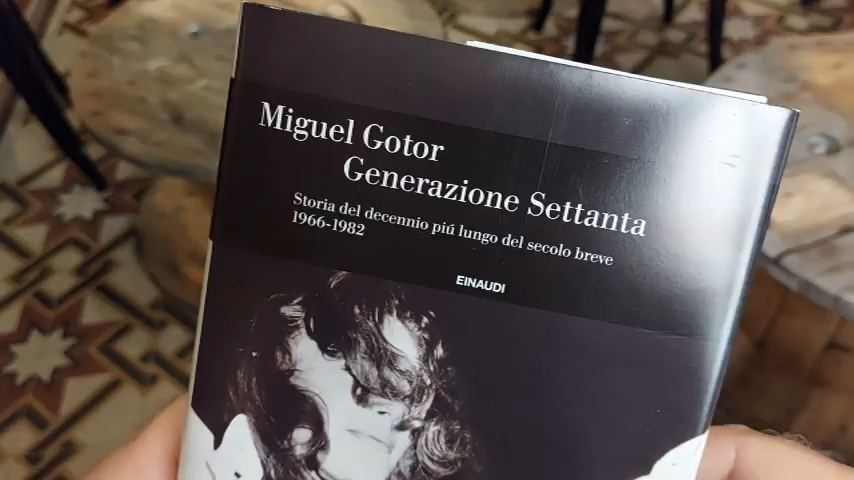 Miguel Gotor
Generazione Settanta
Storia del decennio piú lungo del secolo breve
1966-1982
EINAUDI